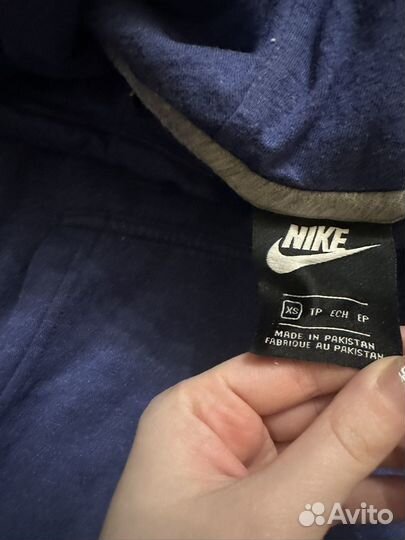 NIKE
XS TP ECH EP
MADE IN PAKISTAN
FABRIQUE AU PAKISTAN
Avito